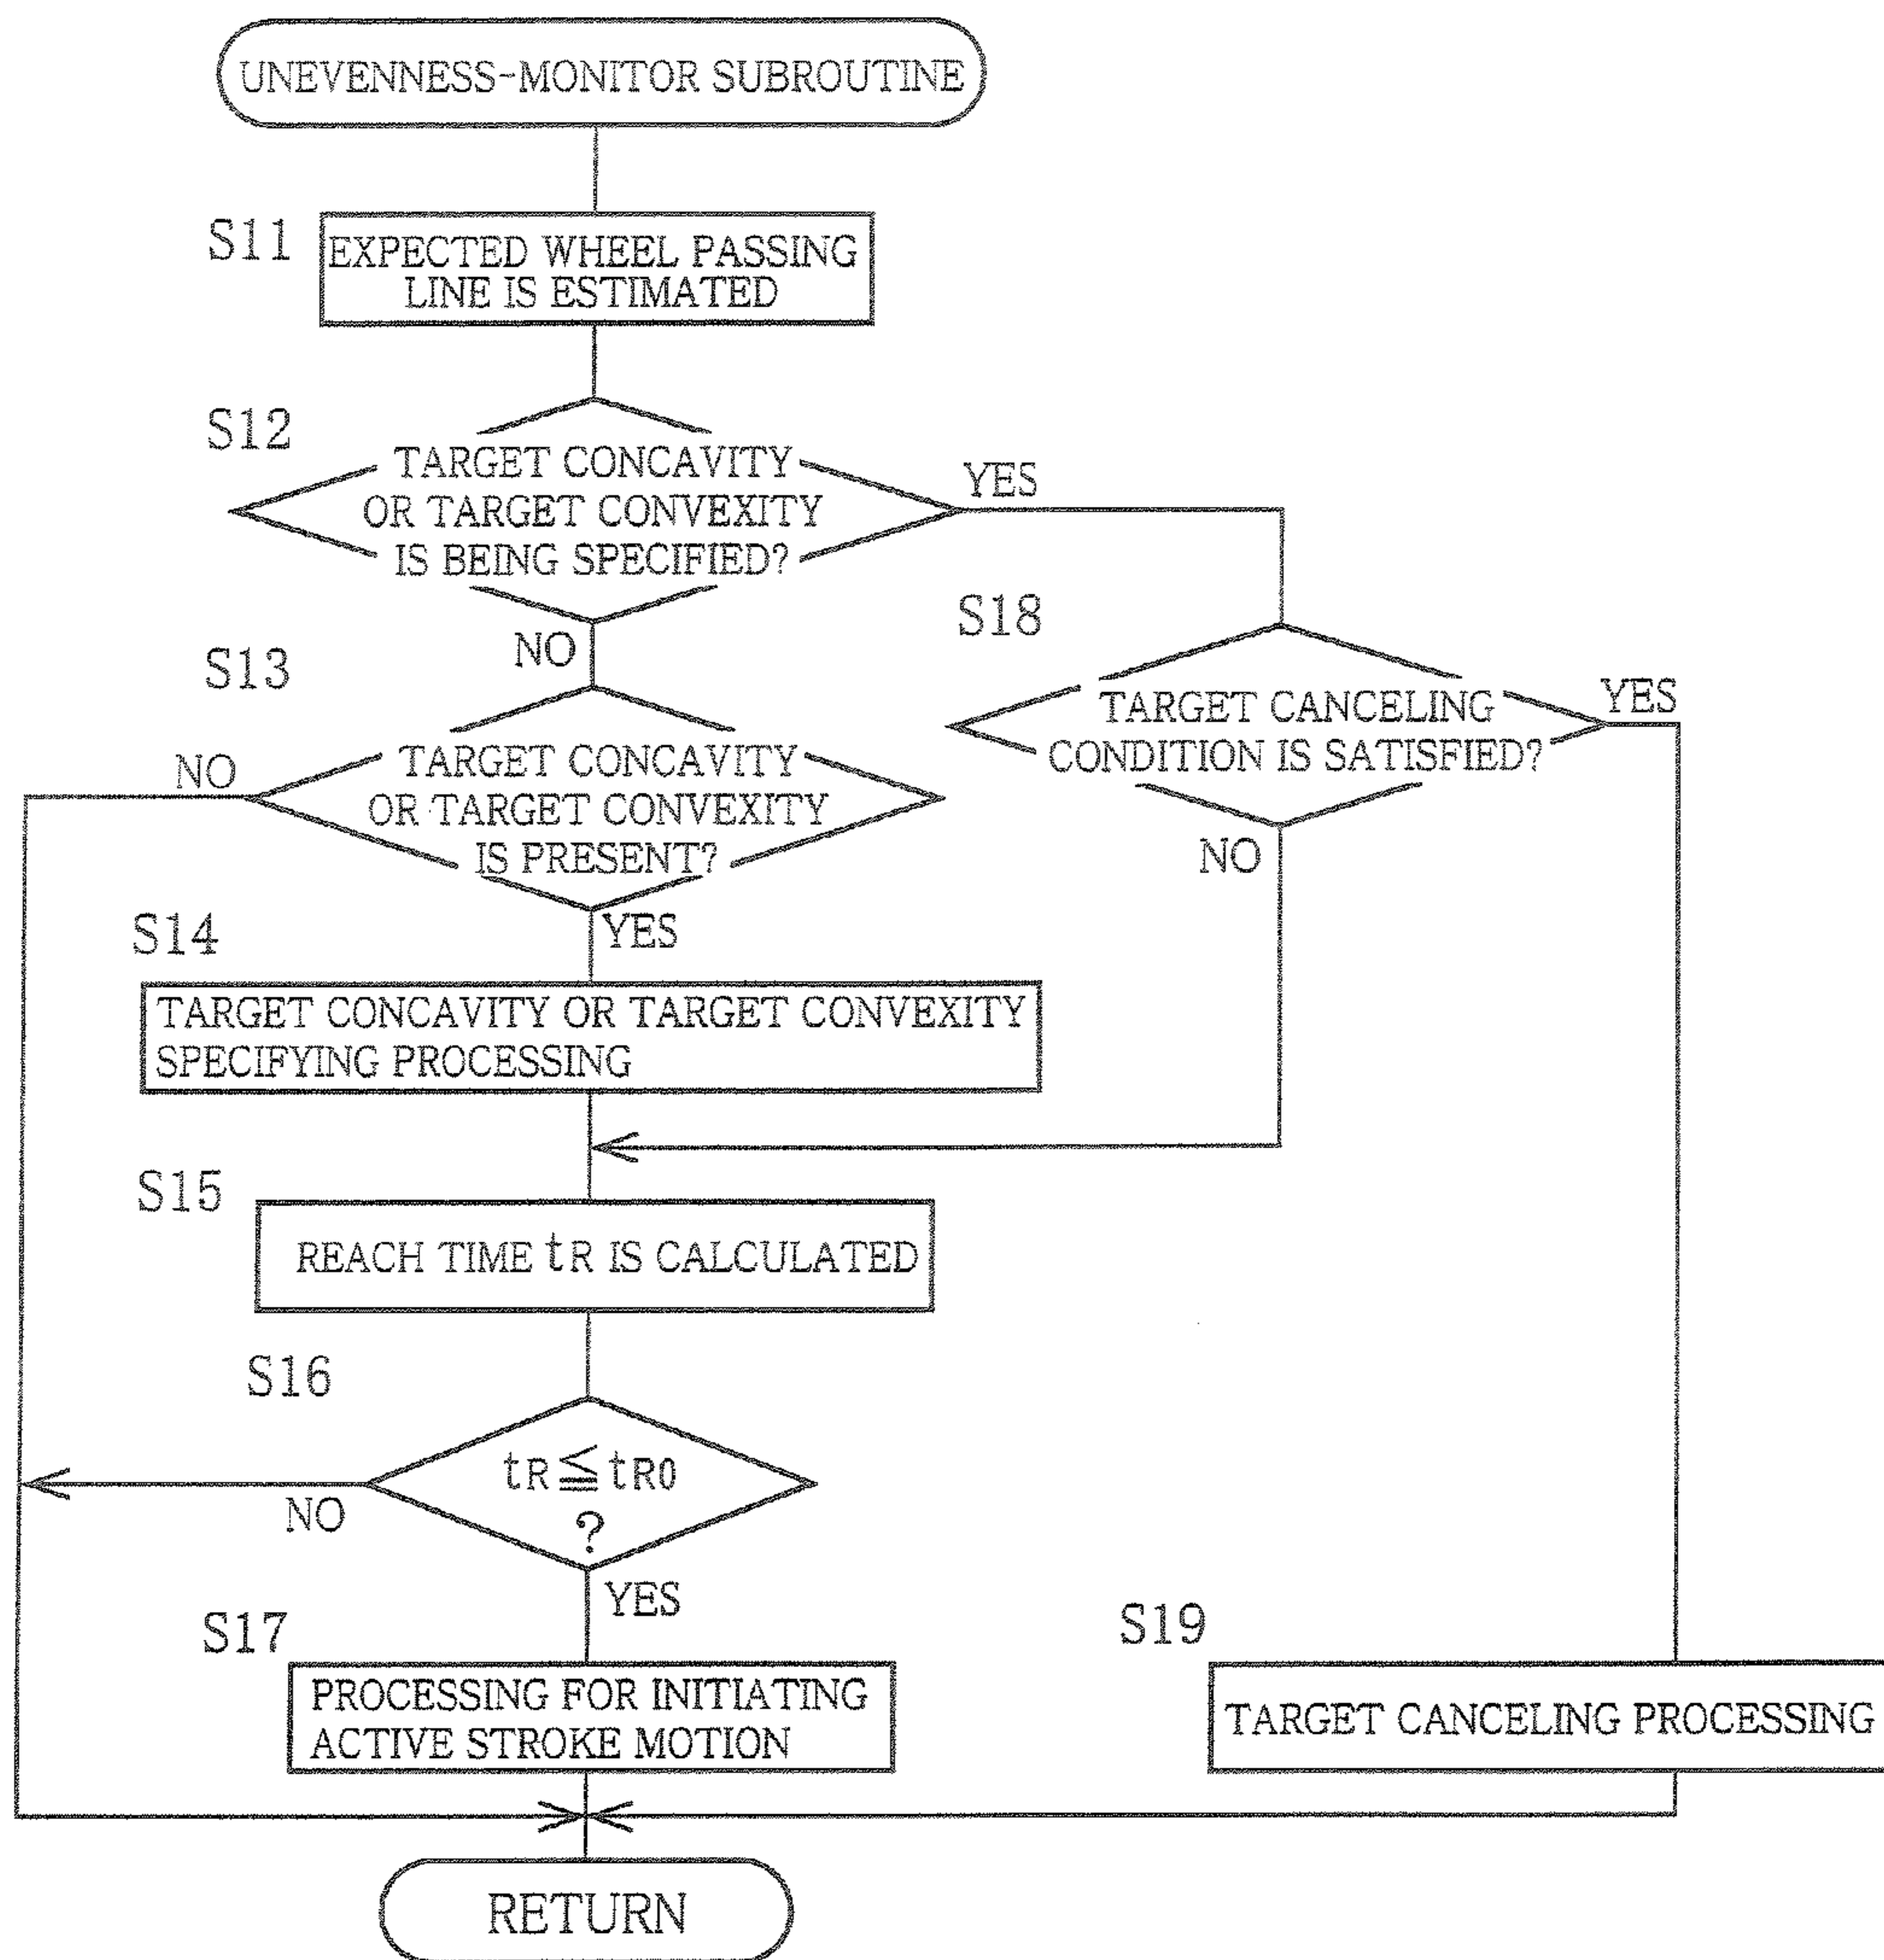 UNEVENNESS-MONITOR SUBROUTINE
S11
EXPECTED WHEEL PASSING
LINE IS ESTIMATED
S12
TARGET CONCAVITY
OR TARGET CONVEXITY
IS BEING SPECIFIED?
YES
NO
S13
TARGET CONCAVITY
OR TARGET CONVEXITY
IS PRESENT?
NO
YES
S18
TARGET CANCELING
CONDITION IS SATISFIED?
YES
NO
S14
TARGET CONCAVITY OR TARGET CONVEXITY
SPECIFYING PROCESSING
S15
REACH TIME tR IS CALCULATED
S16
tR≦tR0
?
NO
YES
S17
PROCESSING FOR INITIATING
ACTIVE STROKE MOTION
S19
TARGET CANCELING PROCESSING
RETURN